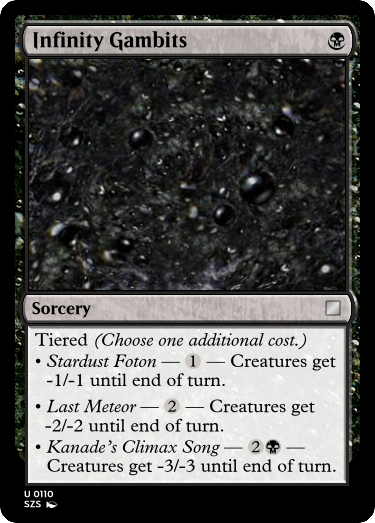 Infinity Gambits
Sorcery
Tiered (Choose one additional cost.)
• Stardust Foton — 1 — Creatures get
-1/-1 until end of turn.
• Last Meteor — 2 — Creatures get
-2/-2 until end of turn.
• Kanade's Climax Song — 2 —
Creatures get -3/-3 until end of turn.
U 0110
SZS